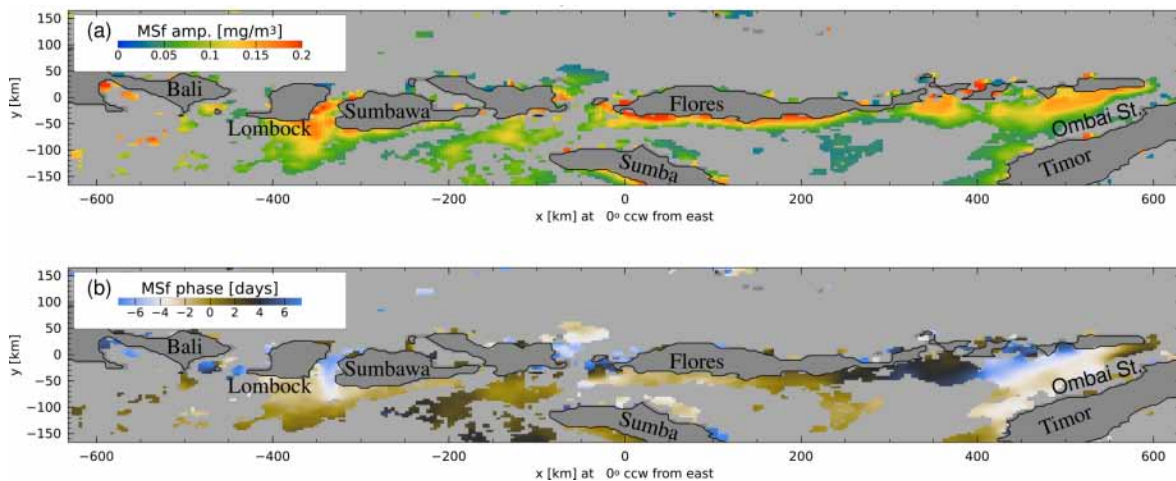 (a) MSf amp. [mg/m³]
0 0.05 0.1 0.15 0.2
150
100
50
0
−50
−100
−150
y [km]
Bali
Lombock
Sumbawa
Flores
Sumba
Ombai St.
Timor
−600 −400 −200 0 200 400 600
x [km] at 0º ccw from east
(b) MSf phase [days]
−6 −4 −2 0 2 4 6
150
100
50
0
−50
−100
−150
y [km]
Bali
Lombock
Sumbawa
Flores
Sumba
Ombai St.
Timor
−600 −400 −200 0 200 400 600
x [km] at 0º ccw from east